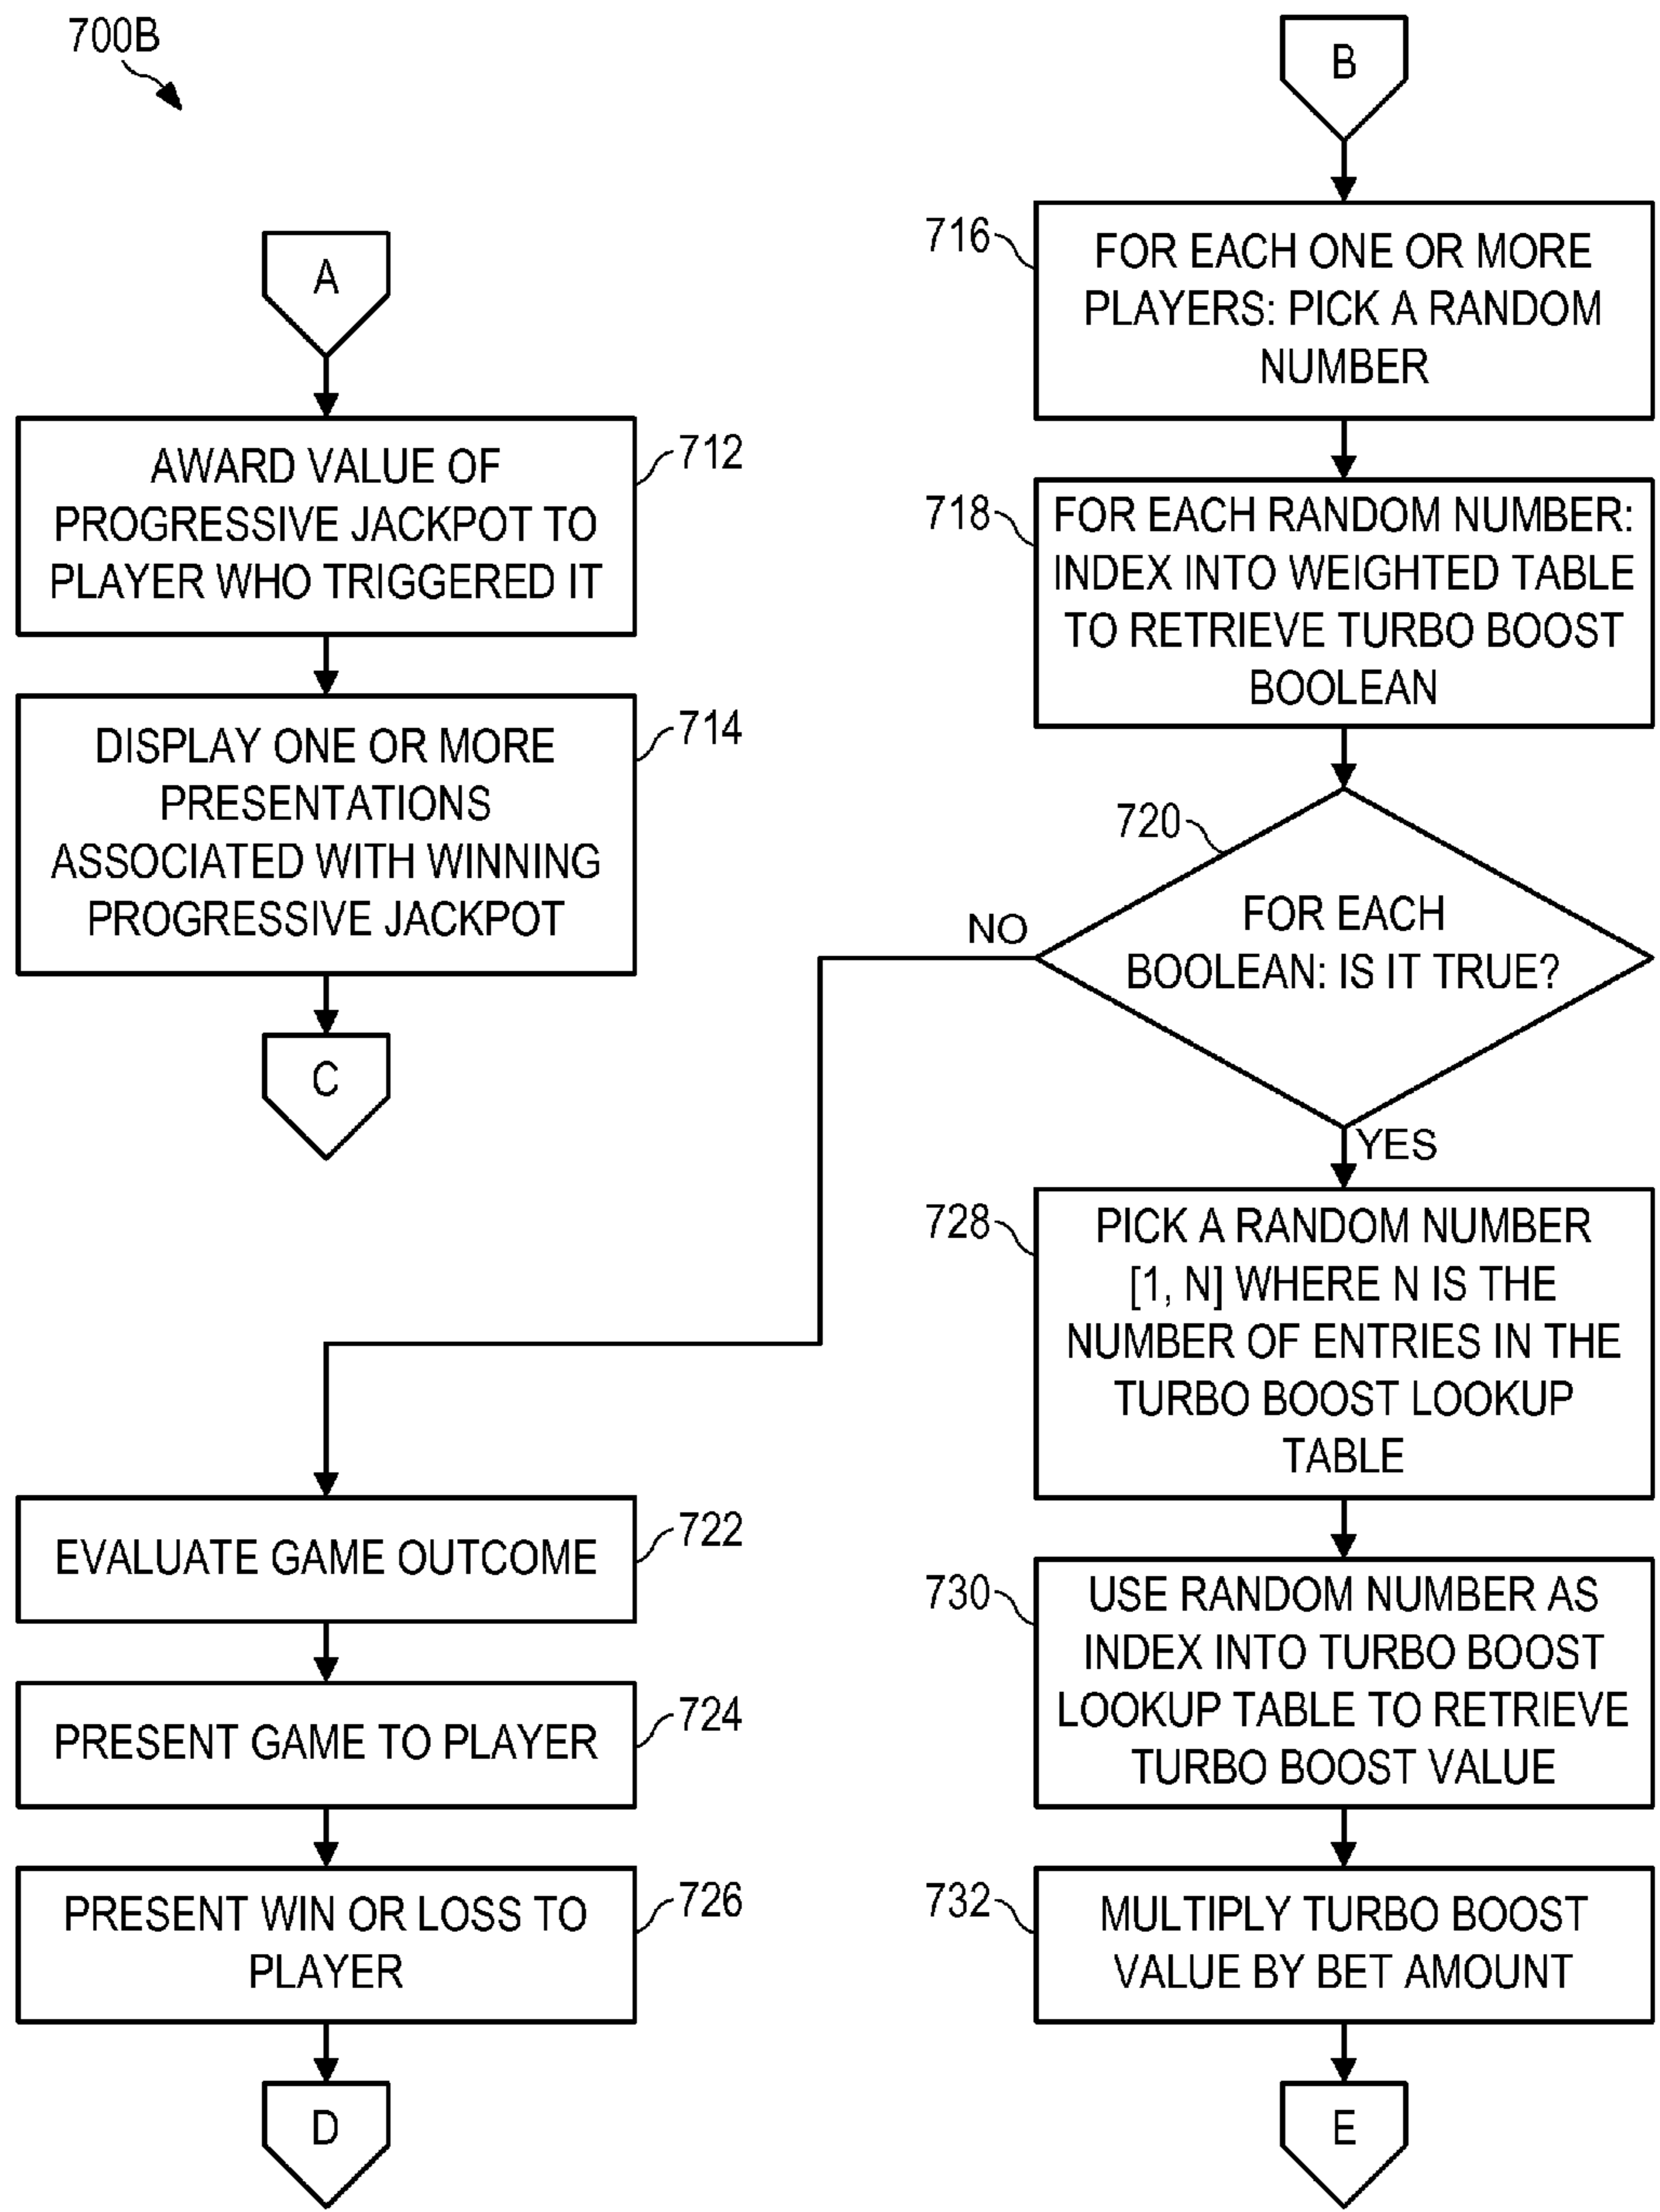 700B
A
712
AWARD VALUE OF
PROGRESSIVE JACKPOT TO
PLAYER WHO TRIGGERED IT
714
DISPLAY ONE OR MORE
PRESENTATIONS
ASSOCIATED WITH WINNING
PROGRESSIVE JACKPOT
C
B
716
FOR EACH ONE OR MORE
PLAYERS: PICK A RANDOM
NUMBER
718
FOR EACH RANDOM NUMBER:
INDEX INTO WEIGHTED TABLE
TO RETRIEVE TURBO BOOST
BOOLEAN
720
FOR EACH
BOOLEAN: IS IT TRUE?
NO
722
EVALUATE GAME OUTCOME
724
PRESENT GAME TO PLAYER
726
PRESENT WIN OR LOSS TO
PLAYER
D
YES
728
PICK A RANDOM NUMBER
[1, N] WHERE N IS THE
NUMBER OF ENTRIES IN THE
TURBO BOOST LOOKUP
TABLE
730
USE RANDOM NUMBER AS
INDEX INTO TURBO BOOST
LOOKUP TABLE TO RETRIEVE
TURBO BOOST VALUE
732
MULTIPLY TURBO BOOST
VALUE BY BET AMOUNT
E